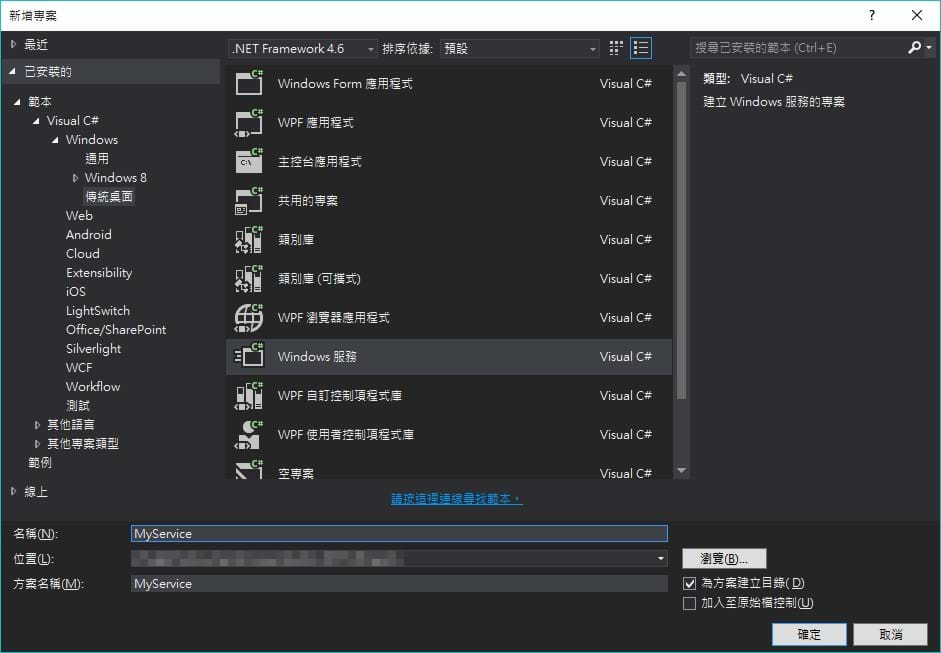 新增專案
?
最近
已安裝的
範本
Visual C#
Windows
通用
Windows 8
傳統桌面
Web
Android
Cloud
Extensibility
iOS
LightSwitch
Office/SharePoint
Silverlight
WCF
Workflow
測試
其他語言
其他專案類型
範例
線上
.NET Framework 4.6
排序依據:
預設
C# Windows Form 應用程式 Visual C#
C# WPF 應用程式 Visual C#
C# C:\ 主控台應用程式 Visual C#
C# 共用的專案 Visual C#
C# 類別庫 Visual C#
C# 類別庫 (可攜式) Visual C#
C# WPF 瀏覽器應用程式 Visual C#
C# Windows 服務 Visual C#
C# WPF 自訂控制項程式庫 Visual C#
C# WPF 使用者控制項程式庫 Visual C#
C# 空專案 Visual C#
請按這裡連線尋找範本。
搜尋已安裝的範本 (Ctrl+E)
類型: Visual C#
建立 Windows 服務的專案
名稱(N): MyService
位置(L):
瀏覽(B)...
方案名稱(M): MyService
為方案建立目錄(D)
加入至原始檔控制(U)
確定
取消